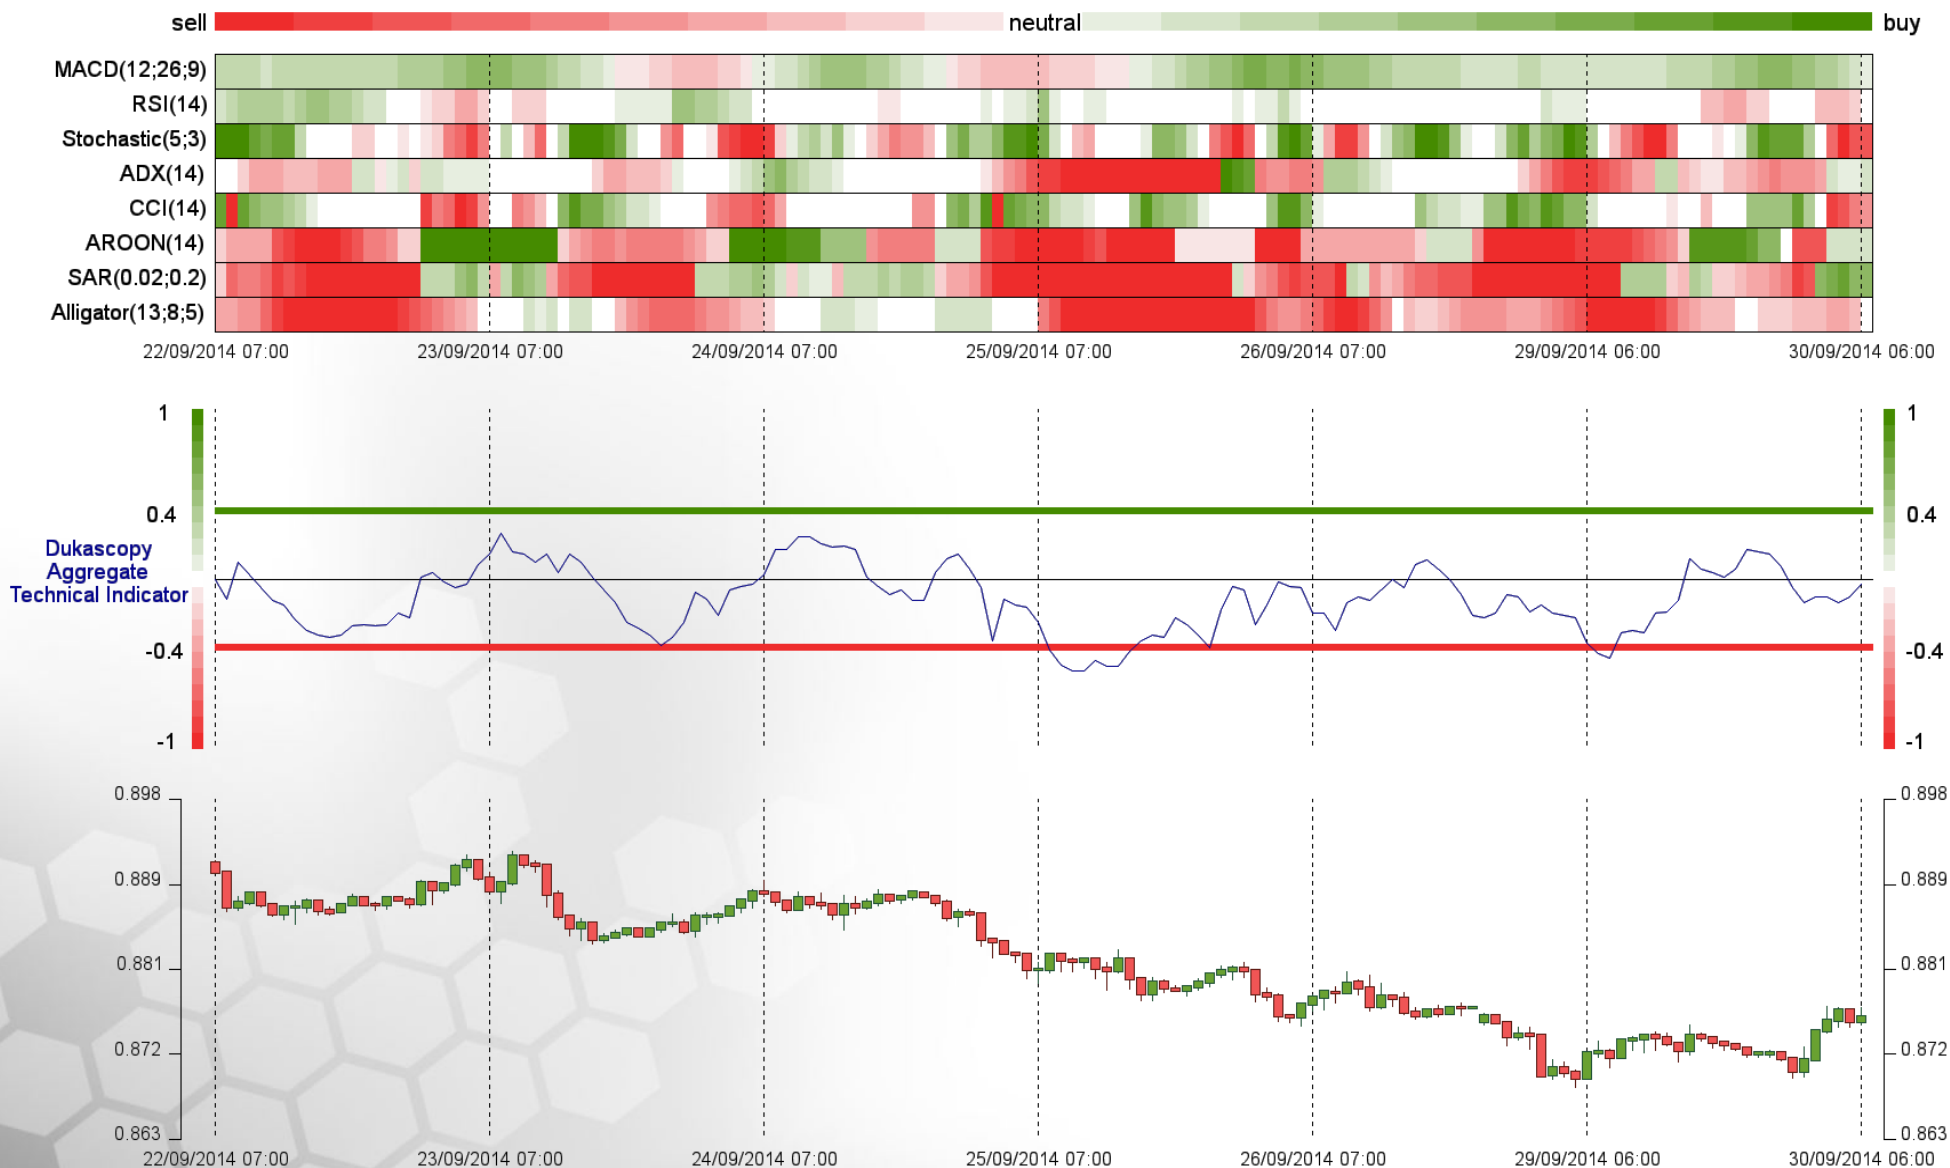 sell neutral buy
MACD(12;26;9)
RSI(14)
Stochastic(5;3)
ADX(14)
CCI(14)
AROON(14)
SAR(0.02;0.2)
Alligator(13;8;5)
22/09/2014 07:00 23/09/2014 07:00 24/09/2014 07:00 25/09/2014 07:00 26/09/2014 07:00 29/09/2014 06:00 30/09/2014 06:00
1 1
0.4 0.4
Dukascopy
Aggregate
Technical Indicator
-0.4 -0.4
-1 -1
0.898 0.898
0.889 0.889
0.881 0.881
0.872 0.872
0.863 0.863
22/09/2014 07:00 23/09/2014 07:00 24/09/2014 07:00 25/09/2014 07:00 26/09/2014 07:00 29/09/2014 06:00 30/09/2014 06:00